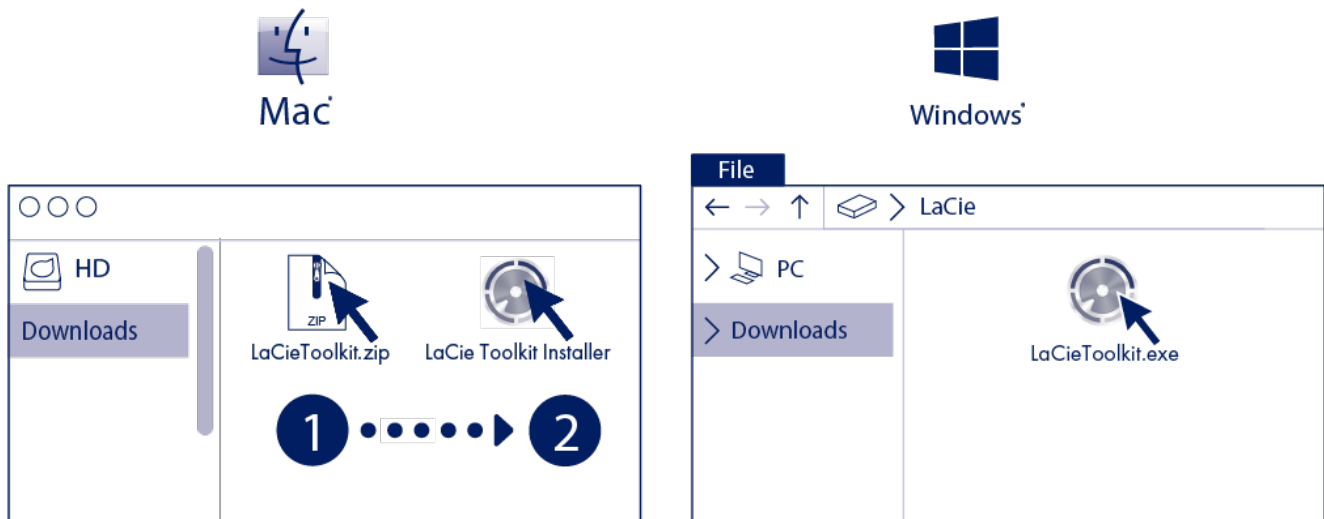 Mac
Windows
HD
Downloads
ZIP
LaCieToolkit.zip
LaCie Toolkit Installer
1
2
File
LaCie
PC
Downloads
LaCieToolkit.exe